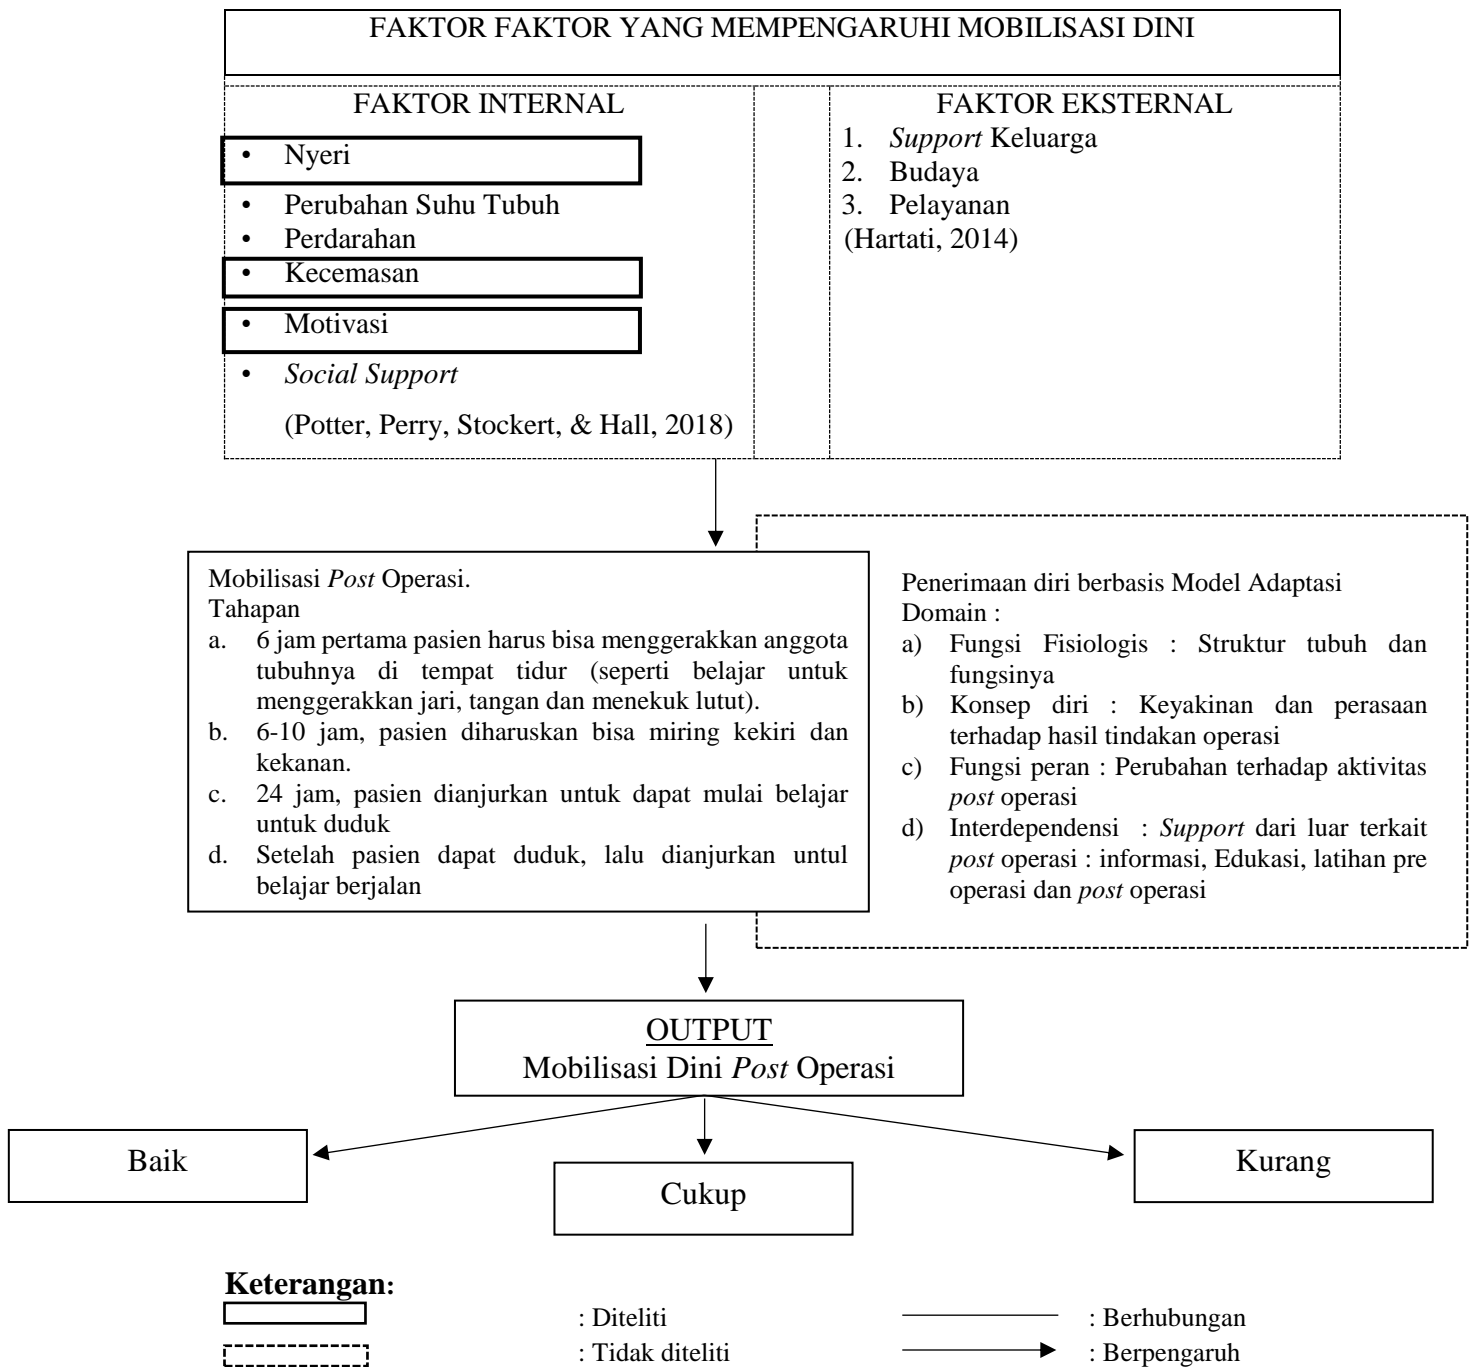 FAKTOR FAKTOR YANG MEMPENGARUHI MOBILISASI DINI
FAKTOR INTERNAL
• Nyeri
• Perubahan Suhu Tubuh
• Perdarahan
• Kecemasan
• Motivasi
• Social Support
(Potter, Perry, Stockert, & Hall, 2018)
FAKTOR EKSTERNAL
1. Support Keluarga
2. Budaya
3. Pelayanan
(Hartati, 2014)
Mobilisasi Post Operasi.
Tahapan
a. 6 jam pertama pasien harus bisa menggerakkan anggota
tubuhnya di tempat tidur (seperti belajar untuk
menggerakkan jari, tangan dan menekuk lutut).
b. 6-10 jam, pasien diharuskan bisa miring kekiri dan
kekanan.
c. 24 jam, pasien dianjurkan untuk dapat mulai belajar
untuk duduk
d. Setelah pasien dapat duduk, lalu dianjurkan untul
belajar berjalan
Penerimaan diri berbasis Model Adaptasi
Domain :
a) Fungsi Fisiologis : Struktur tubuh dan
fungsinya
b) Konsep diri : Keyakinan dan perasaan
terhadap hasil tindakan operasi
c) Fungsi peran : Perubahan terhadap aktivitas
post operasi
d) Interdependensi : Support dari luar terkait
post operasi : informasi, Edukasi, latihan pre
operasi dan post operasi
OUTPUT
Mobilisasi Dini Post Operasi
Baik
Cukup
Kurang
Keterangan:
: Diteliti
: Berhubungan
: Tidak diteliti
: Berpengaruh